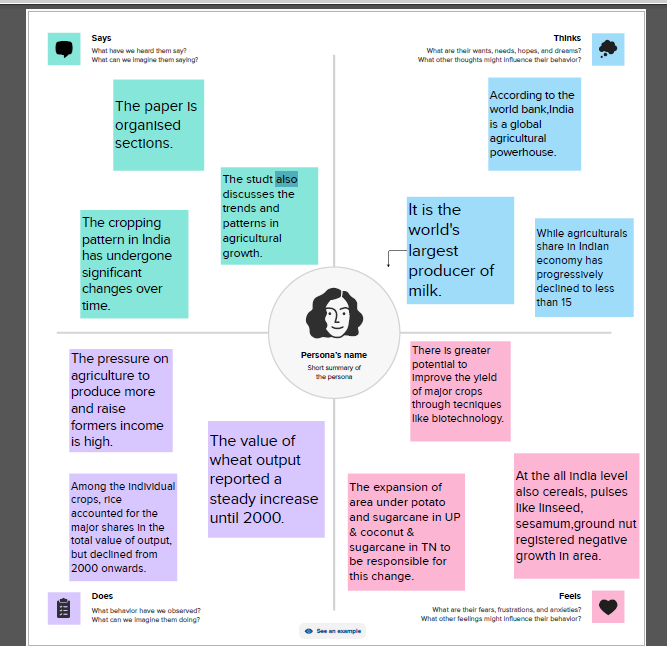 Says
What have we heard them say?
What can we imagine them saying?
Thinks
What are their wants, needs, hopes, and dreams?
What other thoughts might influence their behavior?
The paper is
organised
sections.
The studt also
discusses the
trends and
patterns in
agricultural
growth.
The cropping
pattern in India
has undergone
significant
changes over
time.
According to the
world bank,India
is a global
agricultural
powerhouse.
It is the
world's
largest
producer of
milk.
While agriculturals
share in Indian
economy has
progressively
declined to less
than 15
Persona's name
Short summary of
the persona
The pressure on
agriculture to
produce more
and raise
formers income
is high.
The value of
wheat output
reported a
steady increase
until 2000.
Among the individual
crops, rice
accounted for the
major shares in the
total value of output,
but declined from
2000 onwards.
There is greater
potential to
improve the yield
of major crops
through tecniques
like biotechnology.
The expansion of
area under potato
and sugarcane in UP
& coconut &
sugarcane in TN to
be responsible for
this change.
At the all india level
also cereals, pulses
like linseed,
sesamum,ground nut
registered negative
growth in area.
Does
What behavior have we observed?
What can we imagine them doing?
Feels
What are their fears, frustrations, and anxieties?
What other feelings might influence their behavior?
See an example